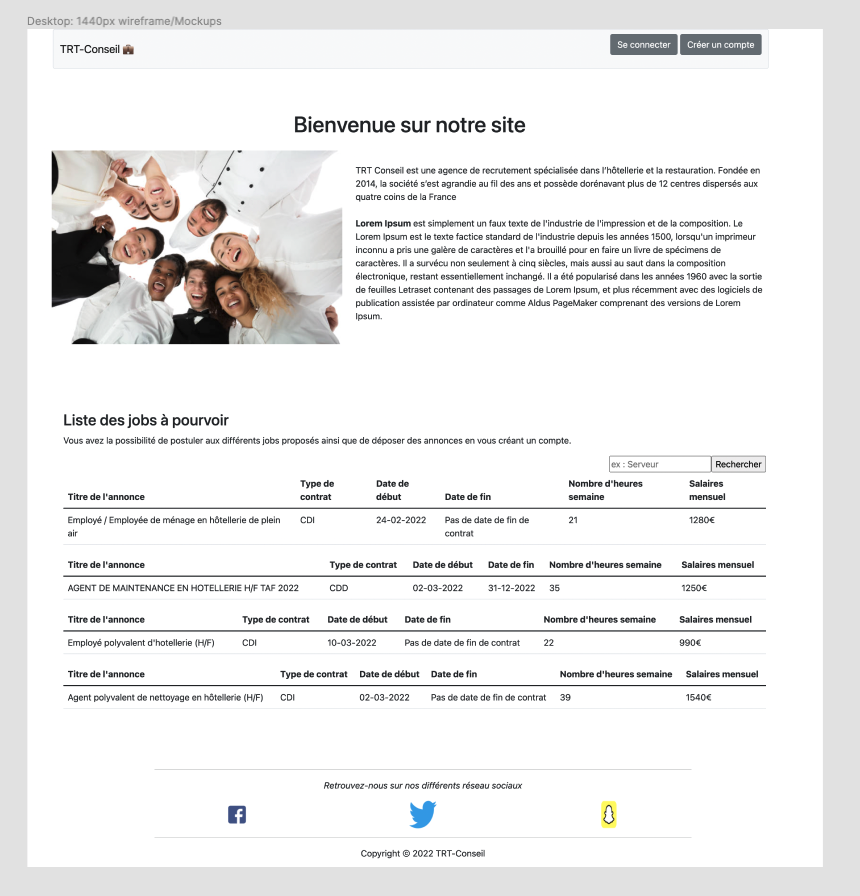 Desktop: 1440px wireframe/Mockups
TRT-Conseil
Se connecter
Créer un compte
Bienvenue sur notre site
TRT Conseil est une agence de recrutement spécialisée dans l'hôtellerie et la restauration. Fondée en
2014, la société s'est agrandie au fil des ans et possède dorénavant plus de 12 centres dispersés aux
quatre coins de la France
Lorem Ipsum est simplement un faux texte de l'industrie de l'impression et de la composition. Le
Lorem Ipsum est le texte factice standard de l'industrie depuis les années 1500, lorsqu'un imprimeur
inconnu a pris une galère de caractères et l'a brouillé pour en faire un livre de spécimens de
caractères. Il a survécu non seulement à cinq siècles, mais aussi au saut dans la composition
électronique, restant essentiellement inchangé. Il a été popularisé dans les années 1960 avec la sortie
de feuilles Letraset contenant des passages de Lorem Ipsum, et plus récemment avec des logiciels de
publication assistée par ordinateur comme Aldus PageMaker comprenant des versions de Lorem
Ipsum.
Liste des jobs à pourvoir
Vous avez la possibilité de postuler aux différents jobs proposés ainsi que de déposer des annonces en vous créant un compte.
ex : Serveur Rechercher
Titre de l'annonce Type de contrat Date de début Date de fin Nombre d'heures semaine Salaires mensuel
Employé / Employée de ménage en hôtellerie de plein air CDI 24-02-2022 Pas de date de fin de contrat 21 1280€
Titre de l'annonce Type de contrat Date de début Date de fin Nombre d'heures semaine Salaires mensuel
AGENT DE MAINTENANCE EN HOTELLERIE H/F TAF 2022 CDD 02-03-2022 31-12-2022 35 1250€
Titre de l'annonce Type de contrat Date de début Date de fin Nombre d'heures semaine Salaires mensuel
Employé polyvalent d'hotellerie (H/F) CDI 10-03-2022 Pas de date de fin de contrat 22 990€
Titre de l'annonce Type de contrat Date de début Date de fin Nombre d'heures semaine Salaires mensuel
Agent polyvalent de nettoyage en hôtellerie (H/F) CDI 02-03-2022 Pas de date de fin de contrat 39 1540€
Retrouvez-nous sur nos différents réseau sociaux
Copyright © 2022 TRT-Conseil